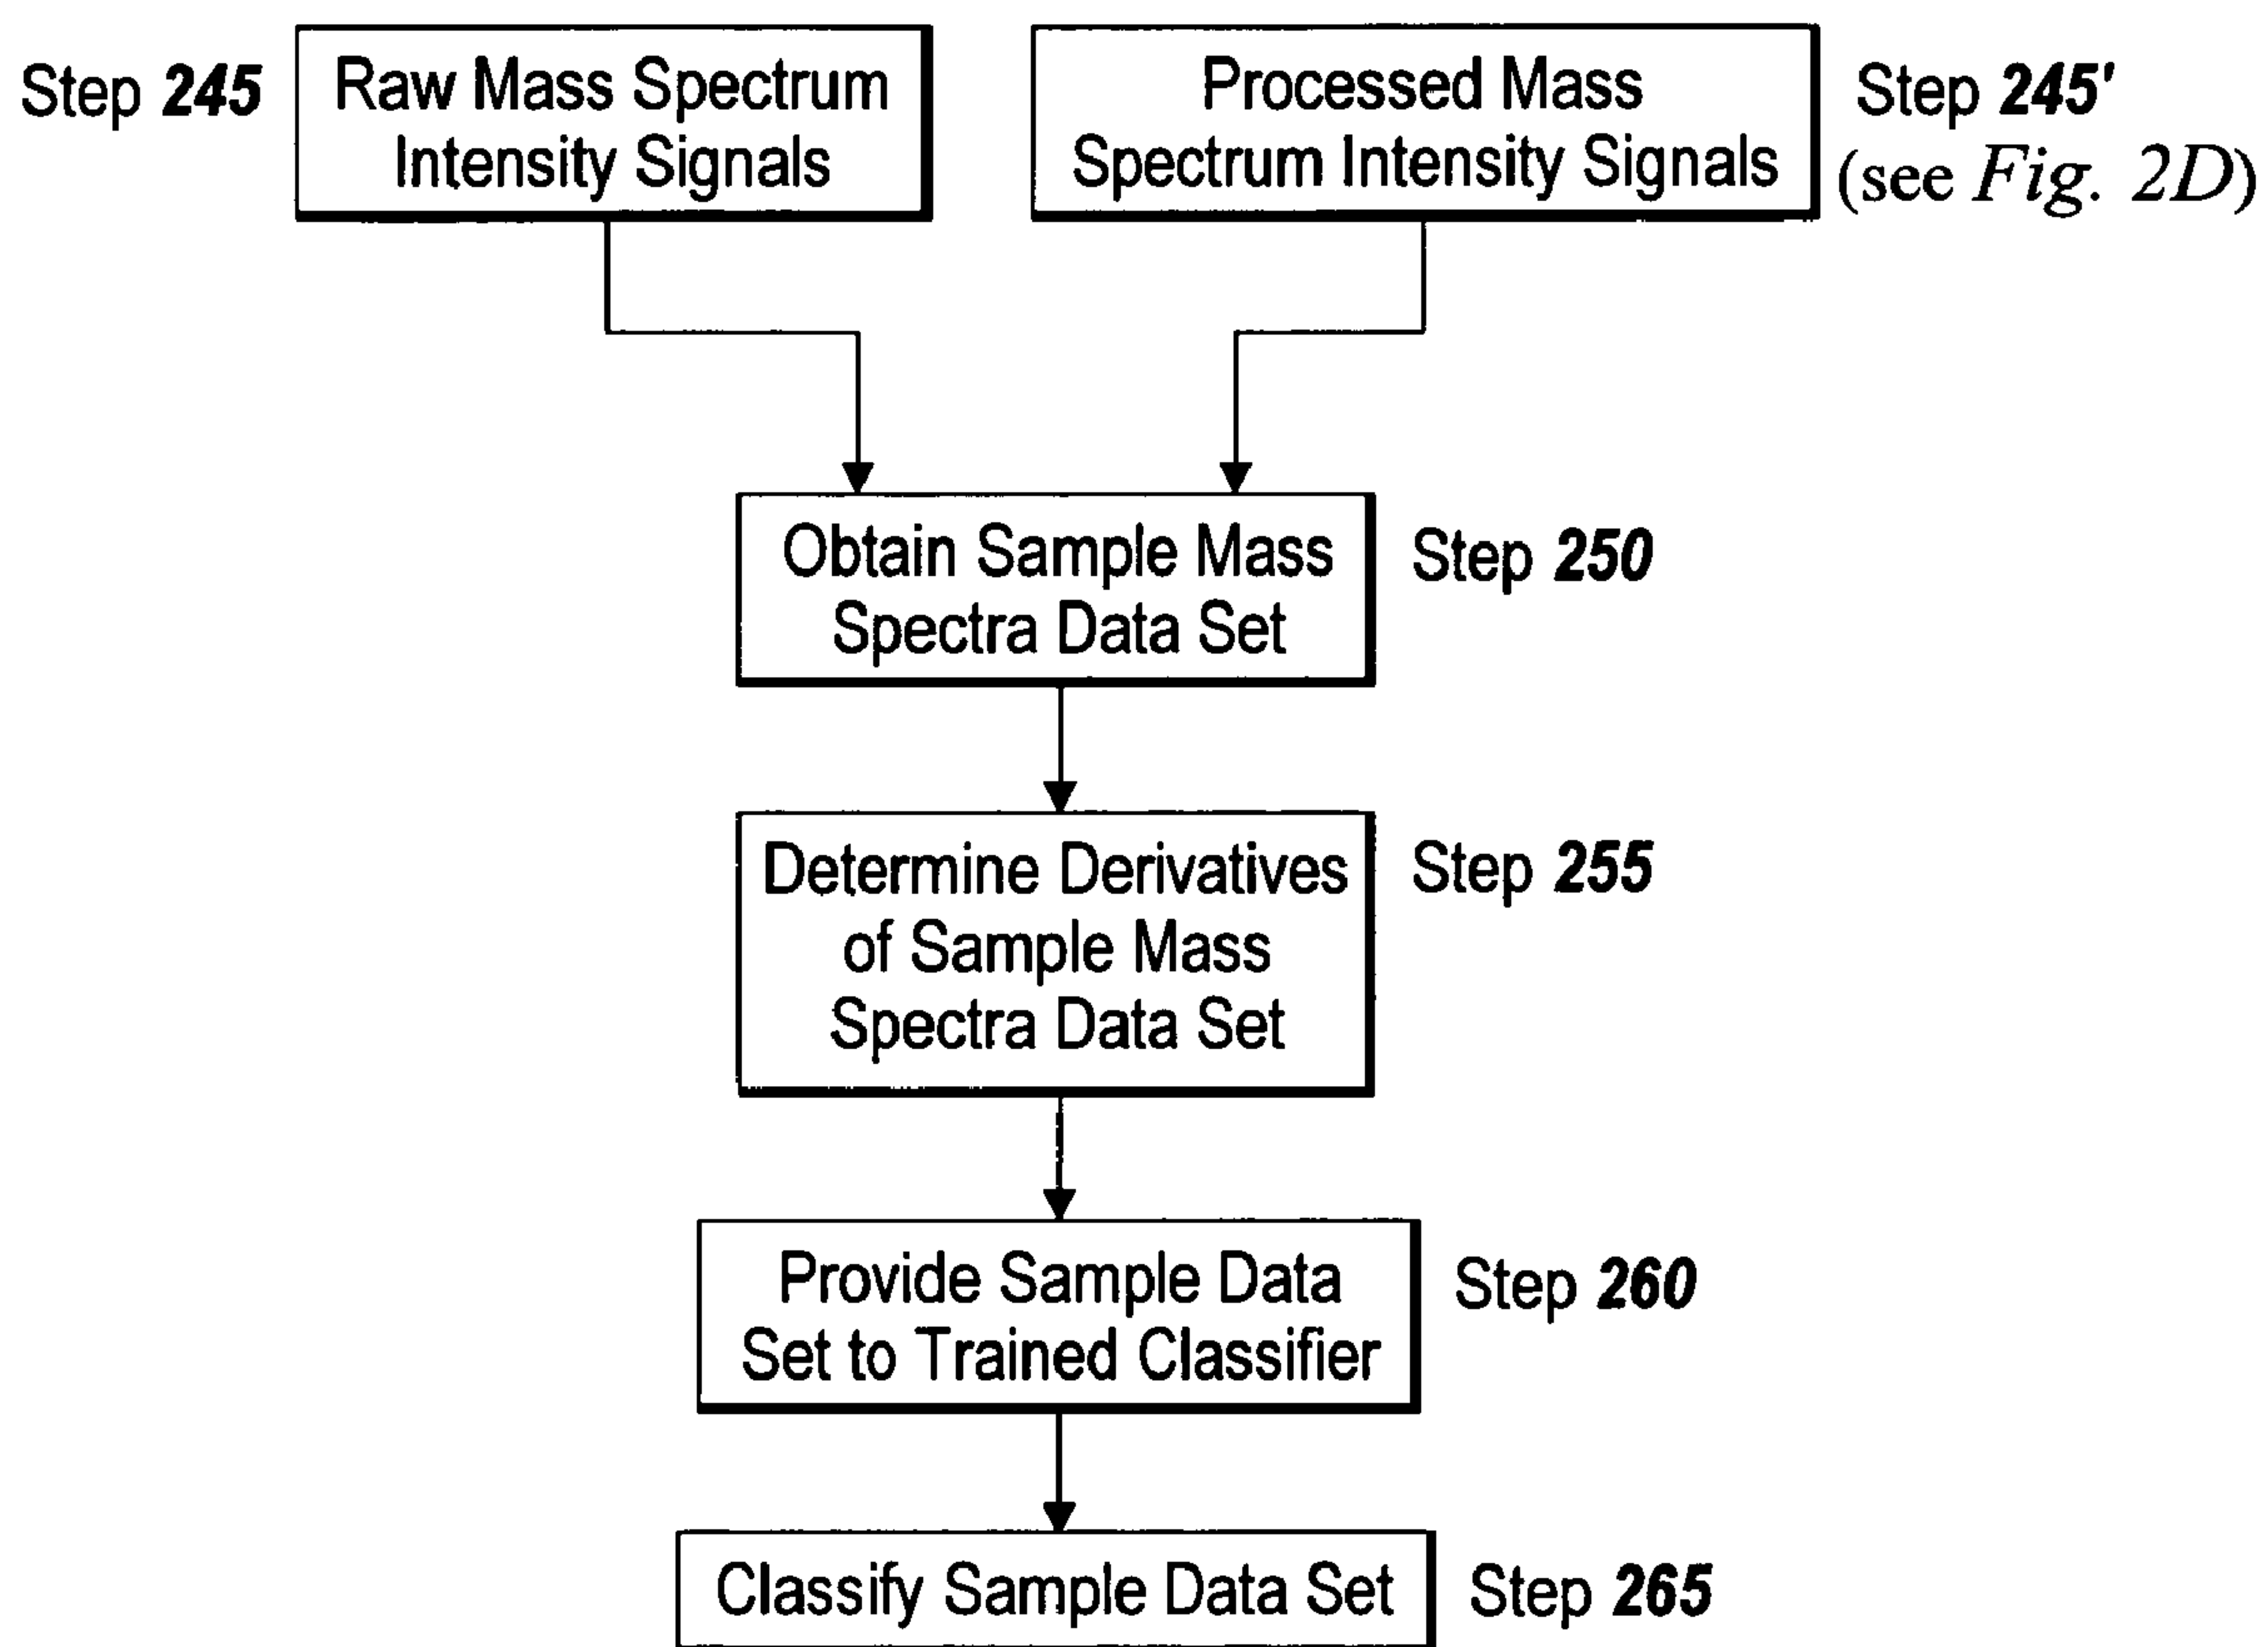 Step 245
Raw Mass Spectrum
Intensity Signals
Processed Mass
Spectrum Intensity Signals
Step 245'
(see Fig. 2D)
Obtain Sample Mass
Spectra Data Set
Step 250
Determine Derivatives
of Sample Mass
Spectra Data Set
Step 255
Provide Sample Data
Set to Trained Classifier
Step 260
Classify Sample Data Set
Step 265